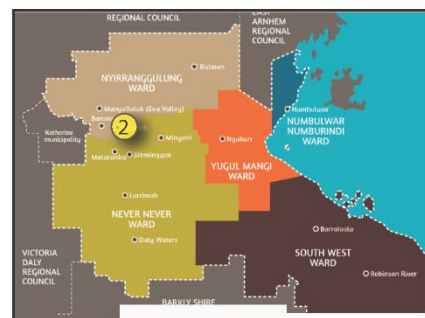 REGIONAL COUNCIL
EAST
ARNHEM
REGIONAL
COUNCIL
Bulman
NYIRRANGGULUNG
WARD
Manyallaluk (Eva Valley)
2
Numbulwar
NUMBULWAR
NUMBURINDI
WARD
Katherine
municipality
Minyerri
Ngukurr
Mataranka
Jilkminggan
YUGUL MANGI
WARD
Larrimah
NEVER NEVER
WARD
Daly Waters
Borroloola
SOUTH WEST
WARD
Robinson River
VICTORIA
DALY
REGIONAL
COUNCIL
BARKLY SHIRE